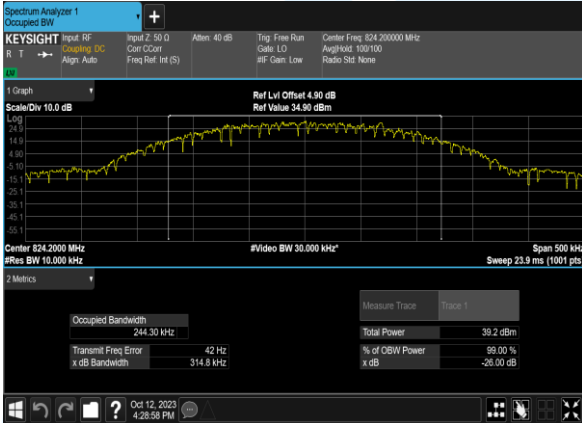 Spectrum Analyzer 1
Occupied BW
+
KEYSIGHT Input: RF Input Z: 50 Ω Atten: 40 dB Trig: Free Run Center Freq: 824.200000 MHz
R T Coupling: DC Corr CCorr Gate: LO Avg|Hold: 100/100
Align: Auto Freq Ref: Int (S) #IF Gain: Low Radio Std: None
LW
1 Graph
Ref Lvl Offset 4.90 dB
Scale/Div 10.0 dB Ref Value 34.90 dBm
Log
24.9
14.9
4.90
-5.10
-15.1
-25.1
-35.1
-45.1
-55.1
Center 824.2000 MHz #Video BW 30.000 kHz* Span 500 kHz
#Res BW 10.000 kHz Sweep 23.9 ms (1001 pts
2 Metrics
Measure Trace Trace 1
Occupied Bandwidth
244.30 kHz Total Power 39.2 dBm
Transmit Freq Error 42 Hz % of OBW Power 99.00 %
x dB Bandwidth 314.8 kHz x dB -26.00 dB
? Oct 12, 2023
4:28:58 PM